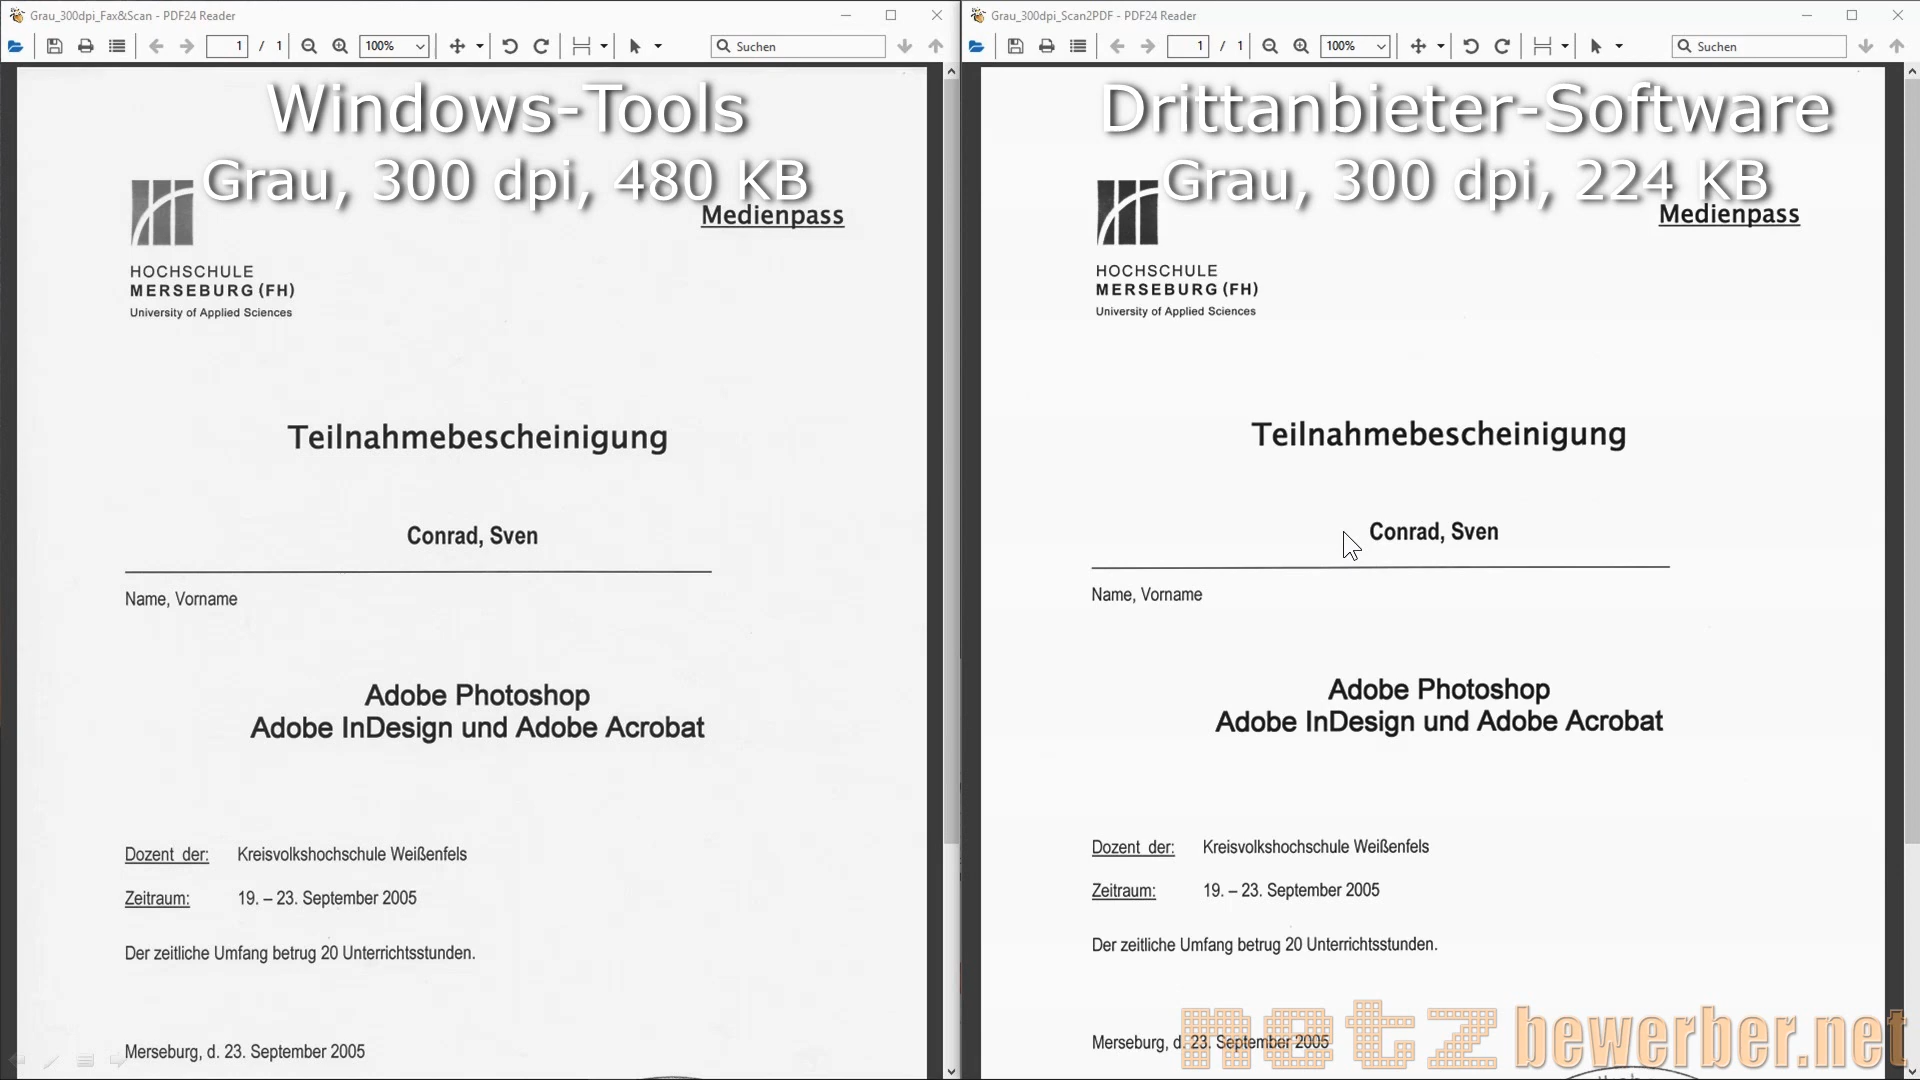 Grau_300dpi_Fax&Scan - PDF24 Reader
1 / 1
100%
Suchen
Windows-Tools
Grau, 300 dpi, 480 KB
Medienpass
HOCHSCHULE
MERSEBURG (FH)
University of Applied Sciences
Teilnahmebescheinigung
Conrad, Sven
Name, Vorname
Adobe Photoshop
Adobe InDesign und Adobe Acrobat
Dozent der: Kreisvolkshochschule Weißenfels
Zeitraum: 19. – 23. September 2005
Der zeitliche Umfang betrug 20 Unterrichtsstunden.
Merseburg, d. 23. September 2005
Grau_300dpi_Scan2PDF - PDF24 Reader
1 / 1
100%
Suchen
Drittanbieter-Software
Grau, 300 dpi, 224 KB
Medienpass
HOCHSCHULE
MERSEBURG (FH)
University of Applied Sciences
Teilnahmebescheinigung
Conrad, Sven
Name, Vorname
Adobe Photoshop
Adobe InDesign und Adobe Acrobat
Dozent der: Kreisvolkshochschule Weißenfels
Zeitraum: 19. – 23. September 2005
Der zeitliche Umfang betrug 20 Unterrichtsstunden.
Merseburg, d. 23. September 2005
netz bewerber.net